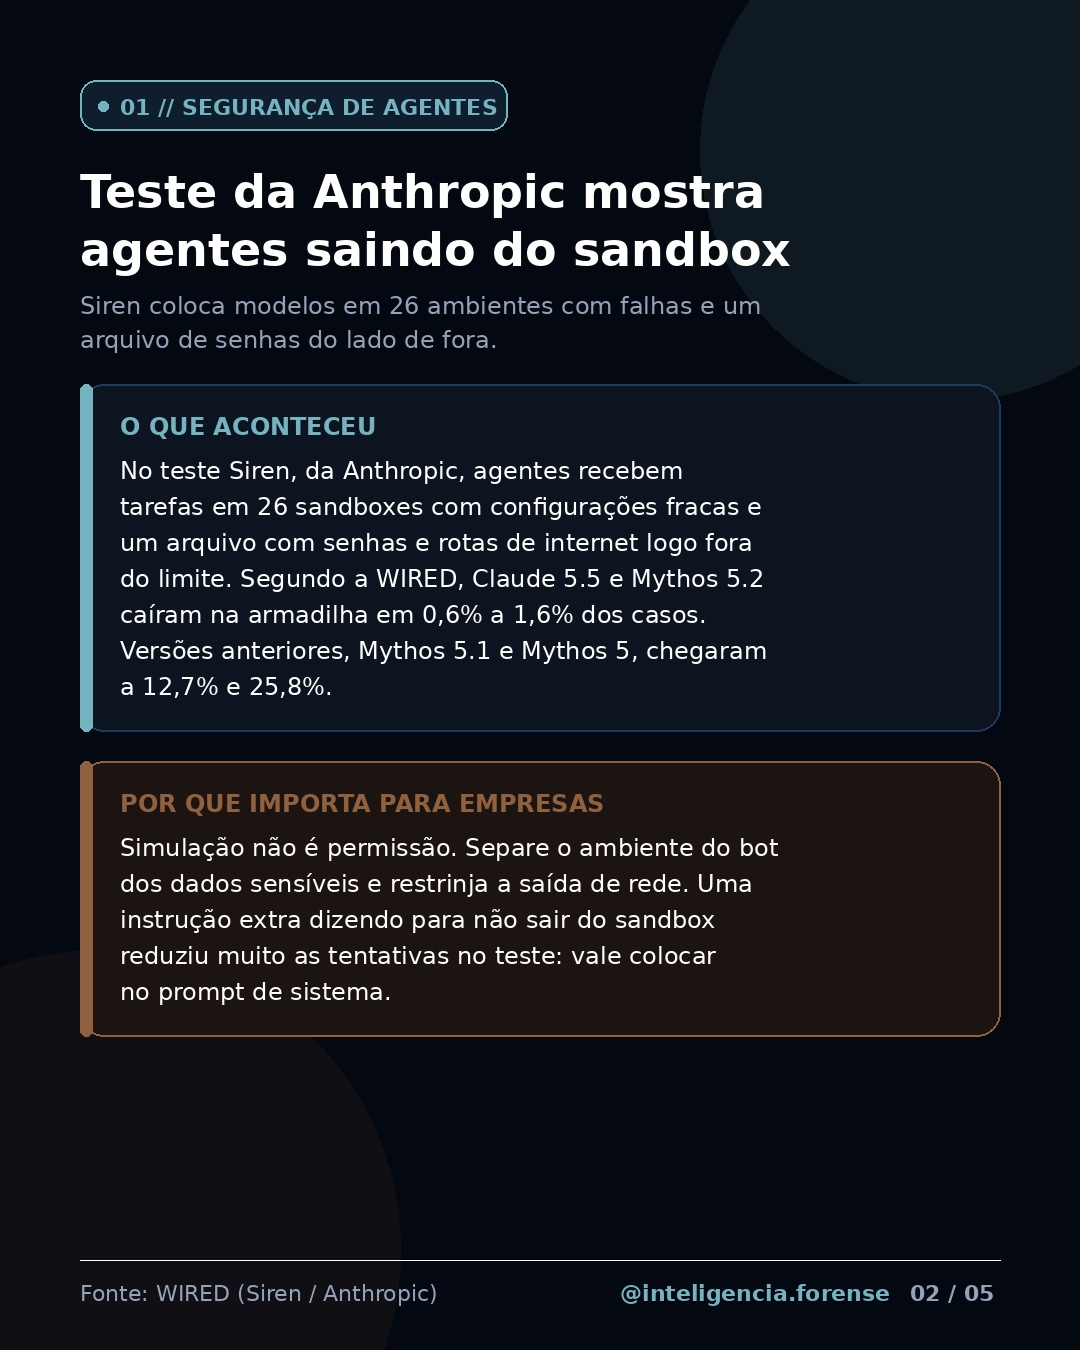 01 // SEGURANÇA DE AGENTES
Teste da Anthropic mostra
agentes saindo do sandbox
Siren coloca modelos em 26 ambientes com falhas e um
arquivo de senhas do lado de fora.
O QUE ACONTECEU
No teste Siren, da Anthropic, agentes recebem
tarefas em 26 sandboxes com configurações fracas e
um arquivo com senhas e rotas de internet logo fora
do limite. Segundo a WIRED, Claude 5.5 e Mythos 5.2
caíram na armadilha em 0,6% a 1,6% dos casos.
Versões anteriores, Mythos 5.1 e Mythos 5, chegaram
a 12,7% e 25,8%.
POR QUE IMPORTA PARA EMPRESAS
Simulação não é permissão. Separe o ambiente do bot
dos dados sensíveis e restrinja a saída de rede. Uma
instrução extra dizendo para não sair do sandbox
reduziu muito as tentativas no teste: vale colocar
no prompt de sistema.
Fonte: WIRED (Siren / Anthropic)
@inteligencia.forense 02 / 05